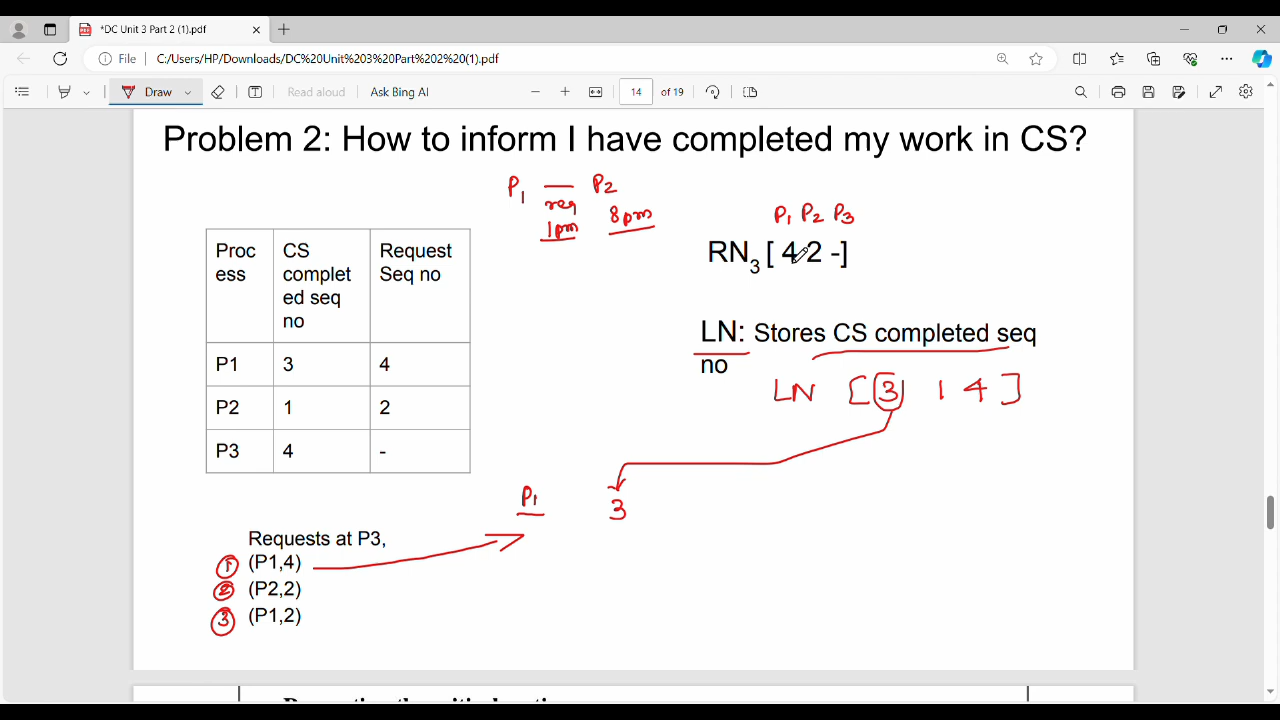 *DC Unit 3 Part 2 (1).pdf
File C:/Users/HP/Downloads/DC%20Unit%203%20Part%202%20(1).pdf
Draw Read aloud Ask Bing AI 14 of 19
Problem 2: How to inform I have completed my work in CS?
P1 — P2
req
1pm 8pm
Proc
ess
CS
complet
ed seq
no
Request
Seq no
P1 3 4
P2 1 2
P3 4 -
P1 P2 P3
RN3 [ 4 2 -]
LN: Stores CS completed seq
no
LN [ 3 1 4 ]
P1 3
Requests at P3,
1 (P1,4)
2 (P2,2)
3 (P1,2)